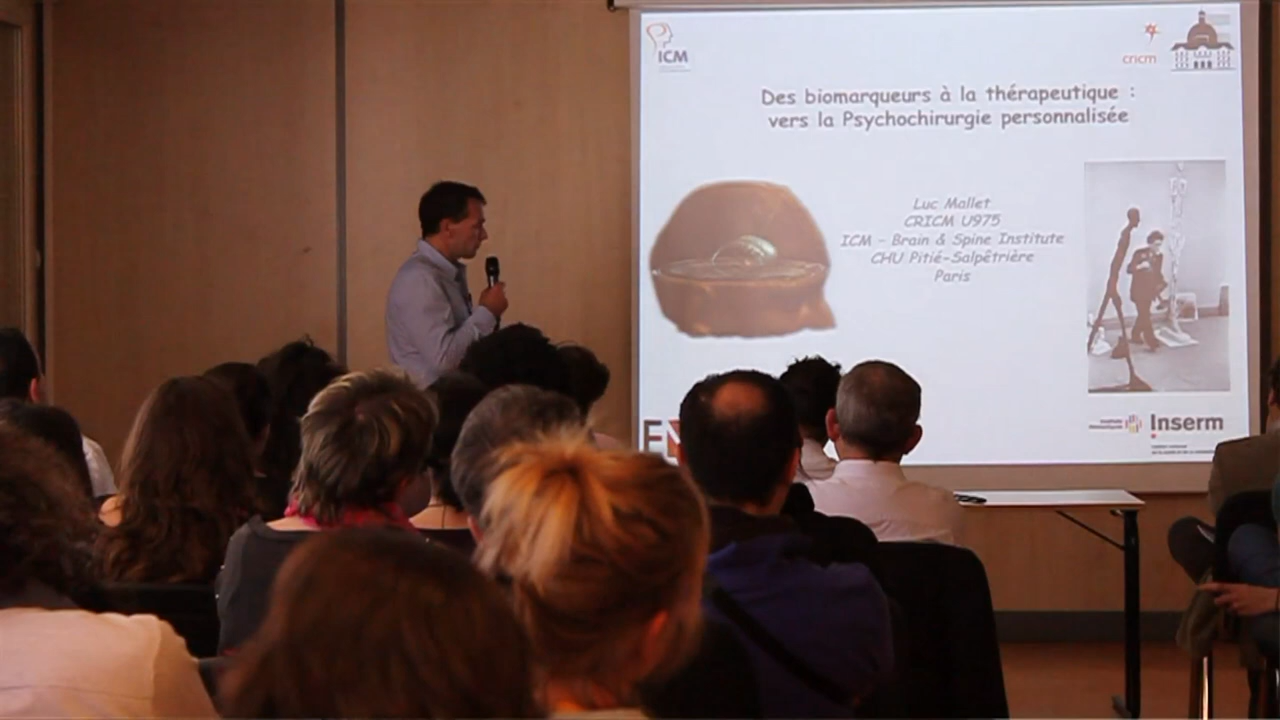 ICM
cricm
Des biomarqueurs à la thérapeutique :
vers la Psychochirurgie personnalisée
Luc Mallet
CRICM U975
ICM - Brain & Spine Institute
CHU Pitié-Salpêtrière
Paris
Inserm